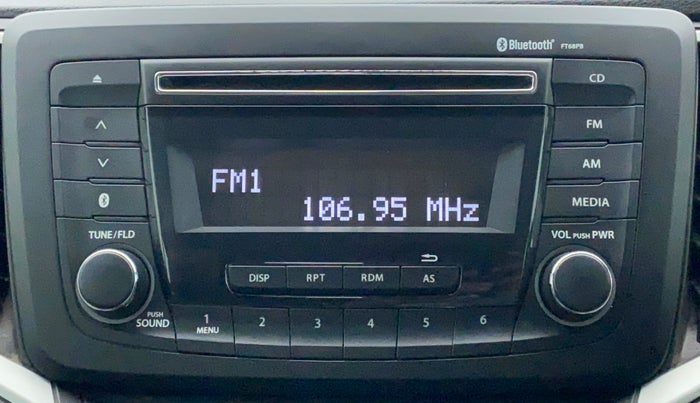 Bluetooth® FT68PB
CD
FM
AM
MEDIA
FM1
106.95 MHz
TUNE/FLD
VOL PUSH PWR
DISP
RPT
RDM
AS
PUSH
SOUND
1
MENU
2
3
4
5
6